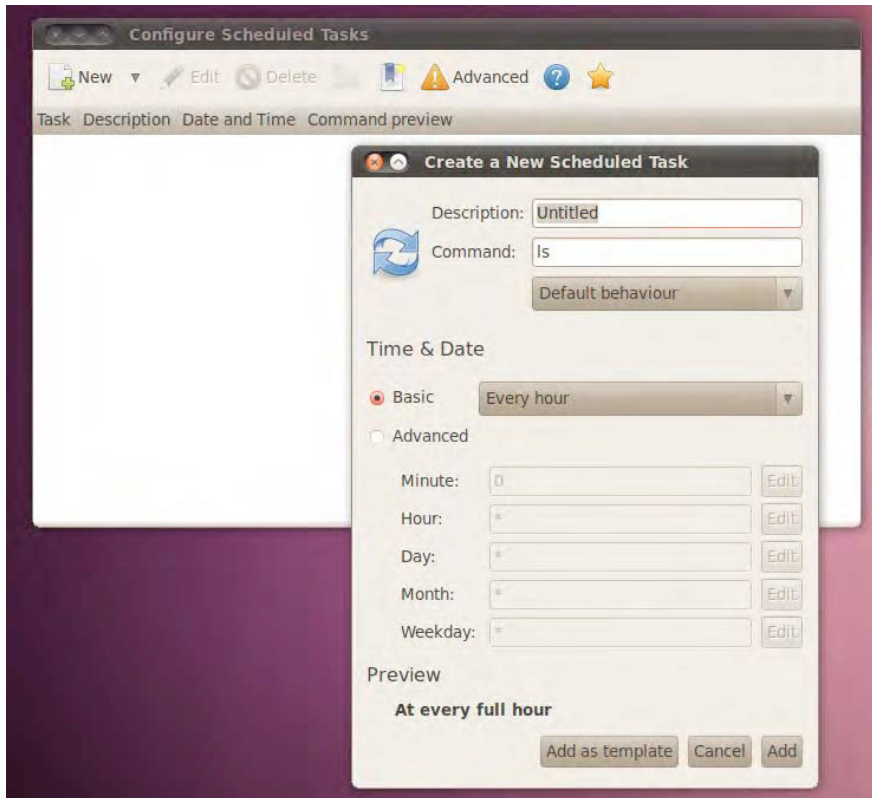 Configure Scheduled Tasks
New Edit Delete Advanced
Task Description Date and Time Command preview
Create a New Scheduled Task
Description: Untitled
Command: ls
Default behaviour
Time & Date
Basic Every hour
Advanced
Minute: 0 Edit
Hour: * Edit
Day: * Edit
Month: * Edit
Weekday: * Edit
Preview
At every full hour
Add as template Cancel Add